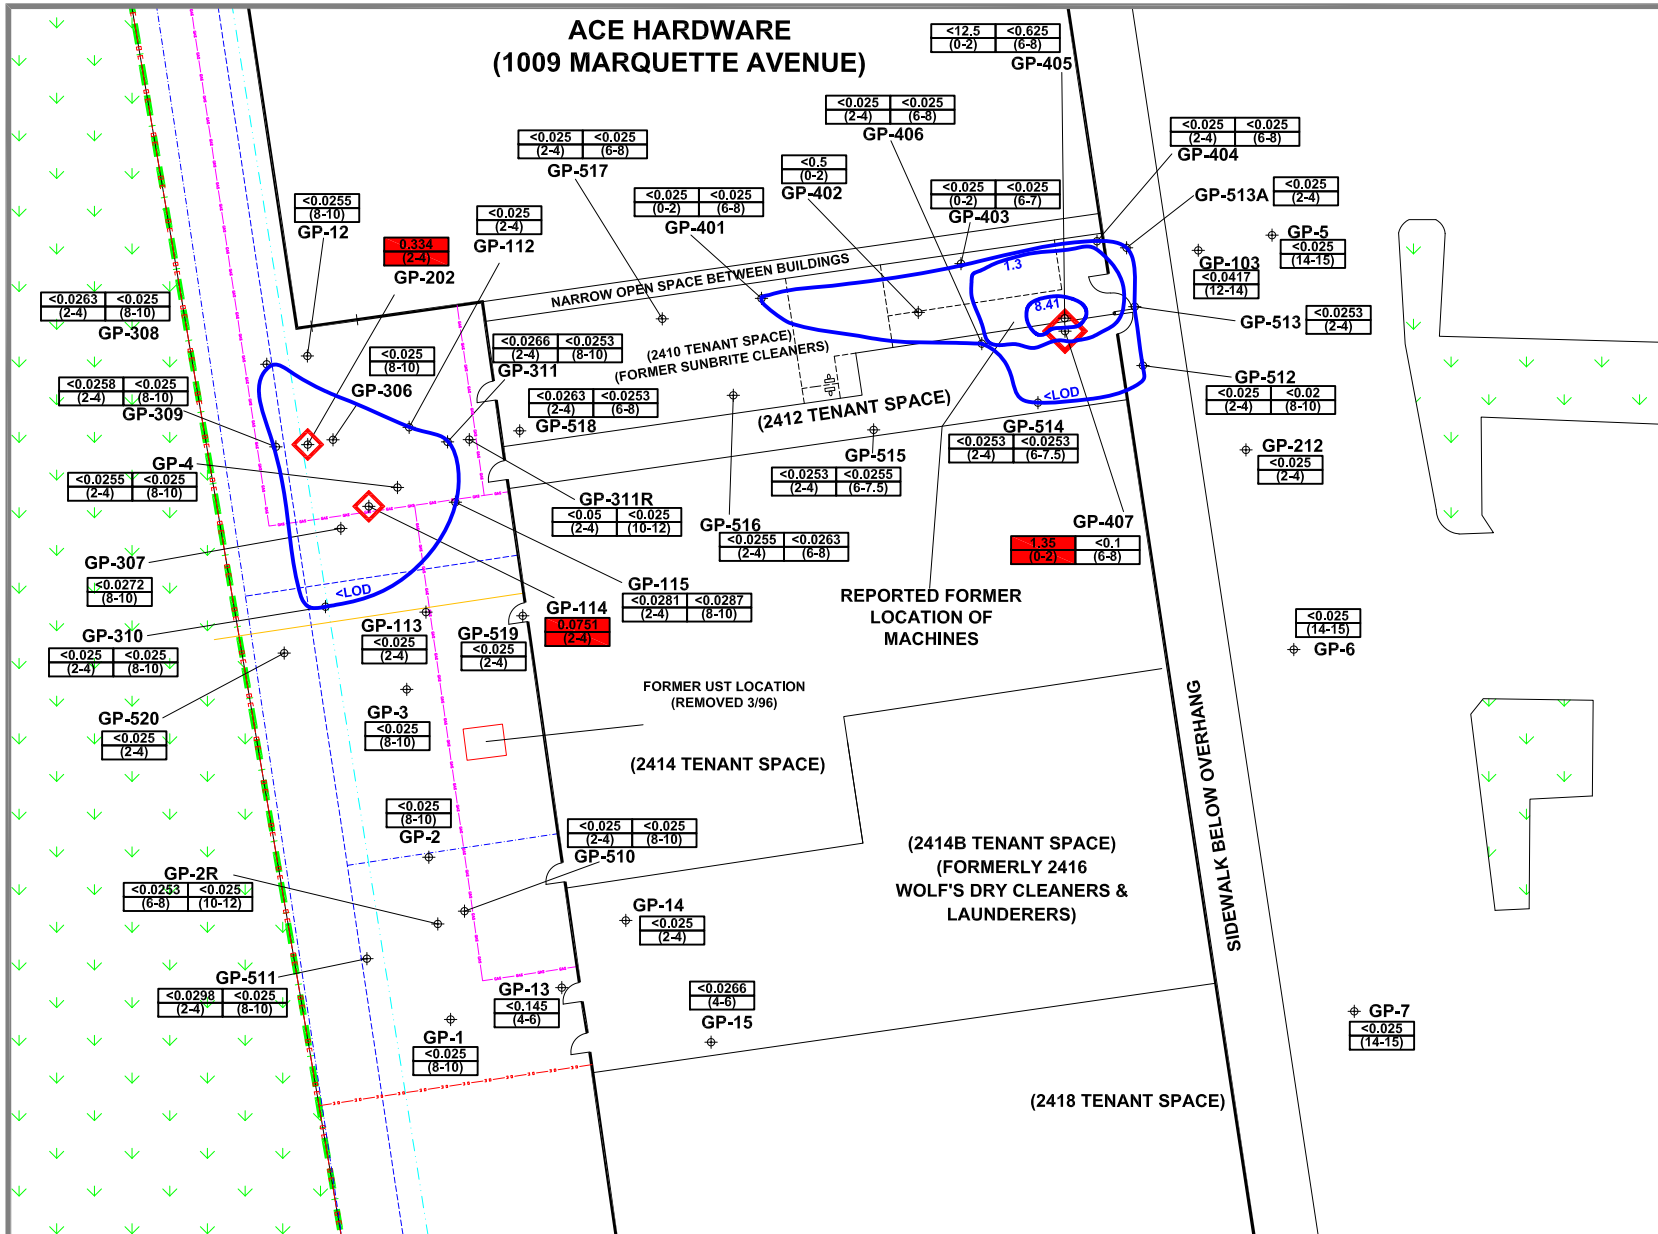 ACE HARDWARE
(1009 MARQUETTE AVENUE)
<12.5 <0.625
(0-2) (6-8)
GP-405
<0.025 <0.025
(2-4) (6-8)
GP-406
<0.025 <0.025
(2-4) (6-8)
GP-404
<0.025 <0.025
(2-4) (6-8)
GP-517
<0.5
(0-2)
GP-402
<0.025 <0.025
(0-2) (6-8)
GP-401
<0.025 <0.025
(0-2) (6-7)
GP-403
GP-513A
<0.025
(2-4)
<0.0255
(8-10)
GP-12
<0.025
(2-4)
GP-112
0.334
(2-4)
GP-202
GP-5
<0.025
(14-15)
GP-103
<0.0417
(12-14)
NARROW OPEN SPACE BETWEEN BUILDINGS
1.3
8.41
<0.0263 <0.025
(2-4) (8-10)
GP-308
GP-513
<0.0253
(2-4)
<0.025
(8-10)
GP-306
<0.0266 <0.0253
(2-4) (8-10)
GP-311
(2410 TENANT SPACE)
(FORMER SUNBRITE CLEANERS)
<0.0258 <0.025
(2-4) (8-10)
GP-309
<0.0263 <0.0253
(2-4) (6-8)
GP-518
(2412 TENANT SPACE)
<LOD
GP-512
<0.025 <0.02
(2-4) (8-10)
GP-514
<0.0253 <0.0253
(2-4) (6-7.5)
GP-515
<0.0253 <0.0255
(2-4) (6-7.5)
GP-212
<0.025
(2-4)
GP-4
<0.0255 <0.025
(2-4) (8-10)
GP-311R
<0.05 <0.025
(2-4) (10-12)
GP-516
<0.0255 <0.0263
(2-4) (6-8)
GP-407
1.35 <0.1
(0-2) (6-8)
GP-307
<0.0272
(8-10)
<LOD
GP-115
<0.0281 <0.0287
(2-4) (8-10)
GP-114
0.0751
(2-4)
REPORTED FORMER
LOCATION OF
MACHINES
GP-310
<0.025 <0.025
(2-4) (8-10)
GP-113
<0.025
(2-4)
GP-519
<0.025
(2-4)
<0.025
(14-15)
GP-6
GP-520
<0.025
(2-4)
GP-3
<0.025
(8-10)
FORMER UST LOCATION
(REMOVED 3/96)
(2414 TENANT SPACE)
SIDEWALK BELOW OVERHANG
<0.025
(8-10)
GP-2
<0.025 <0.025
(2-4) (8-10)
GP-510
(2414B TENANT SPACE)
(FORMERLY 2416
WOLF'S DRY CLEANERS &
LAUNDERERS)
GP-2R
<0.0253 <0.025
(6-8) (10-12)
GP-14
<0.025
(2-4)
GP-511
<0.0298 <0.025
(2-4) (8-10)
GP-13
<0.145
(4-6)
<0.0266
(4-6)
GP-15
GP-1
<0.025
(8-10)
GP-7
<0.025
(14-15)
(2418 TENANT SPACE)